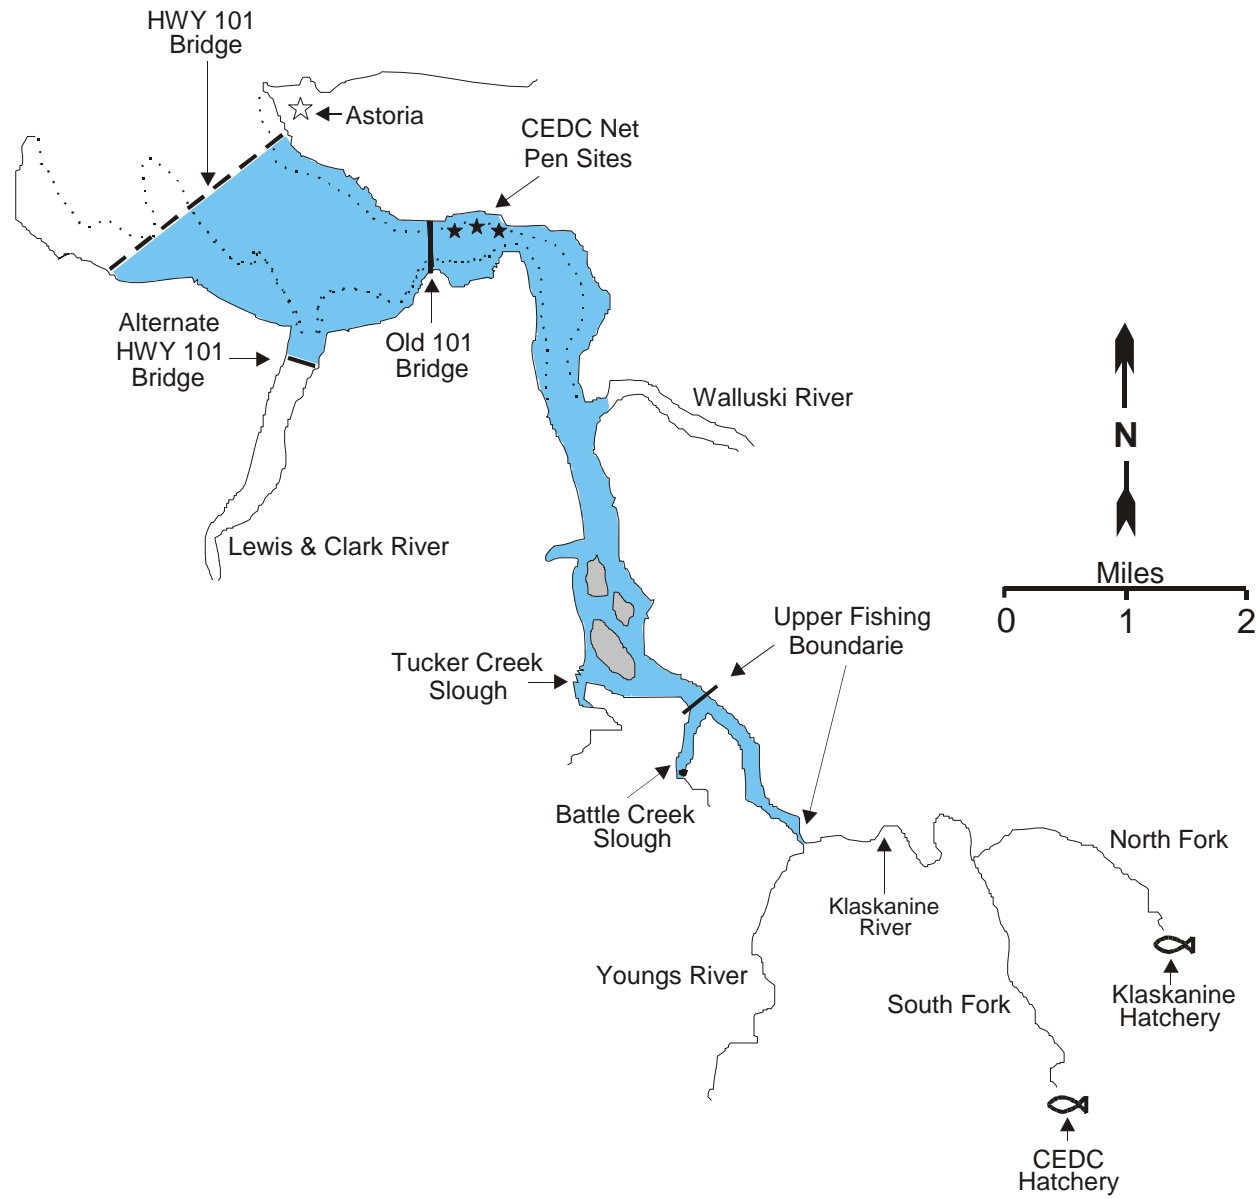 HWY 101
Bridge
Astoria
CEDC Net
Pen Sites
Alternate
HWY 101
Bridge
Old 101
Bridge
Walluski River
N
Lewis & Clark River
Miles
0 1 2
Upper Fishing
Boundarie
Tucker Creek
Slough
Battle Creek
Slough
North Fork
Klaskanine
River
Youngs River
South Fork
Klaskanine
Hatchery
CEDC
Hatchery